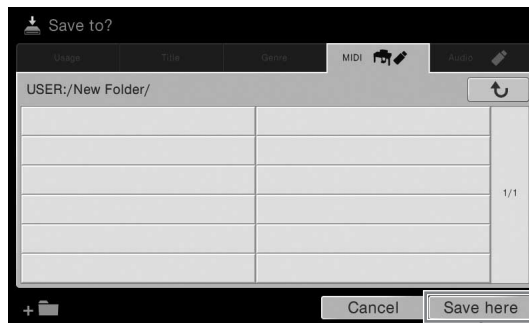 Save to?
Usage Title Genre MIDI Audio
USER:/New Folder/
1/1
+ Cancel Save here